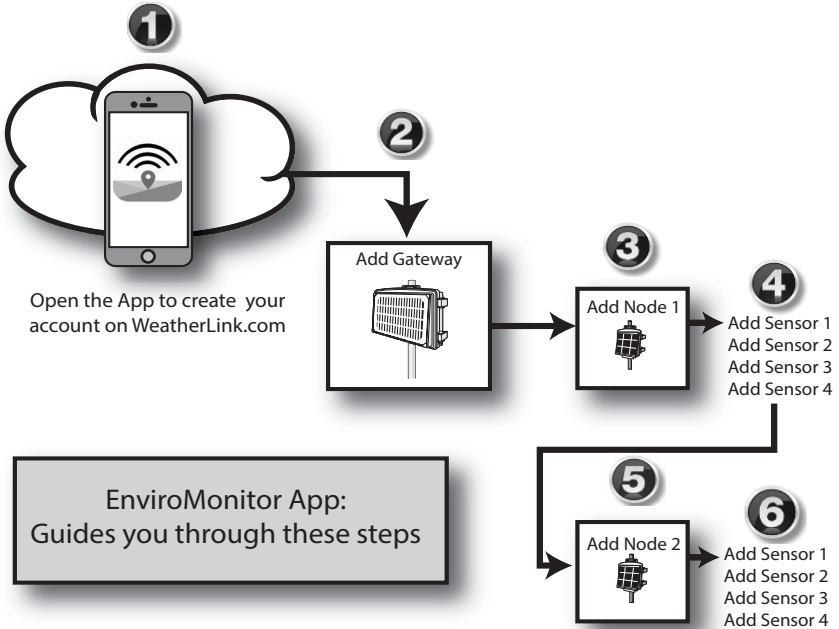 1
Open the App to create your
account on WeatherLink.com
2
Add Gateway
3
Add Node 1
4
Add Sensor 1
Add Sensor 2
Add Sensor 3
Add Sensor 4
5
Add Node 2
6
Add Sensor 1
Add Sensor 2
Add Sensor 3
Add Sensor 4
EnviroMonitor App:
Guides you through these steps